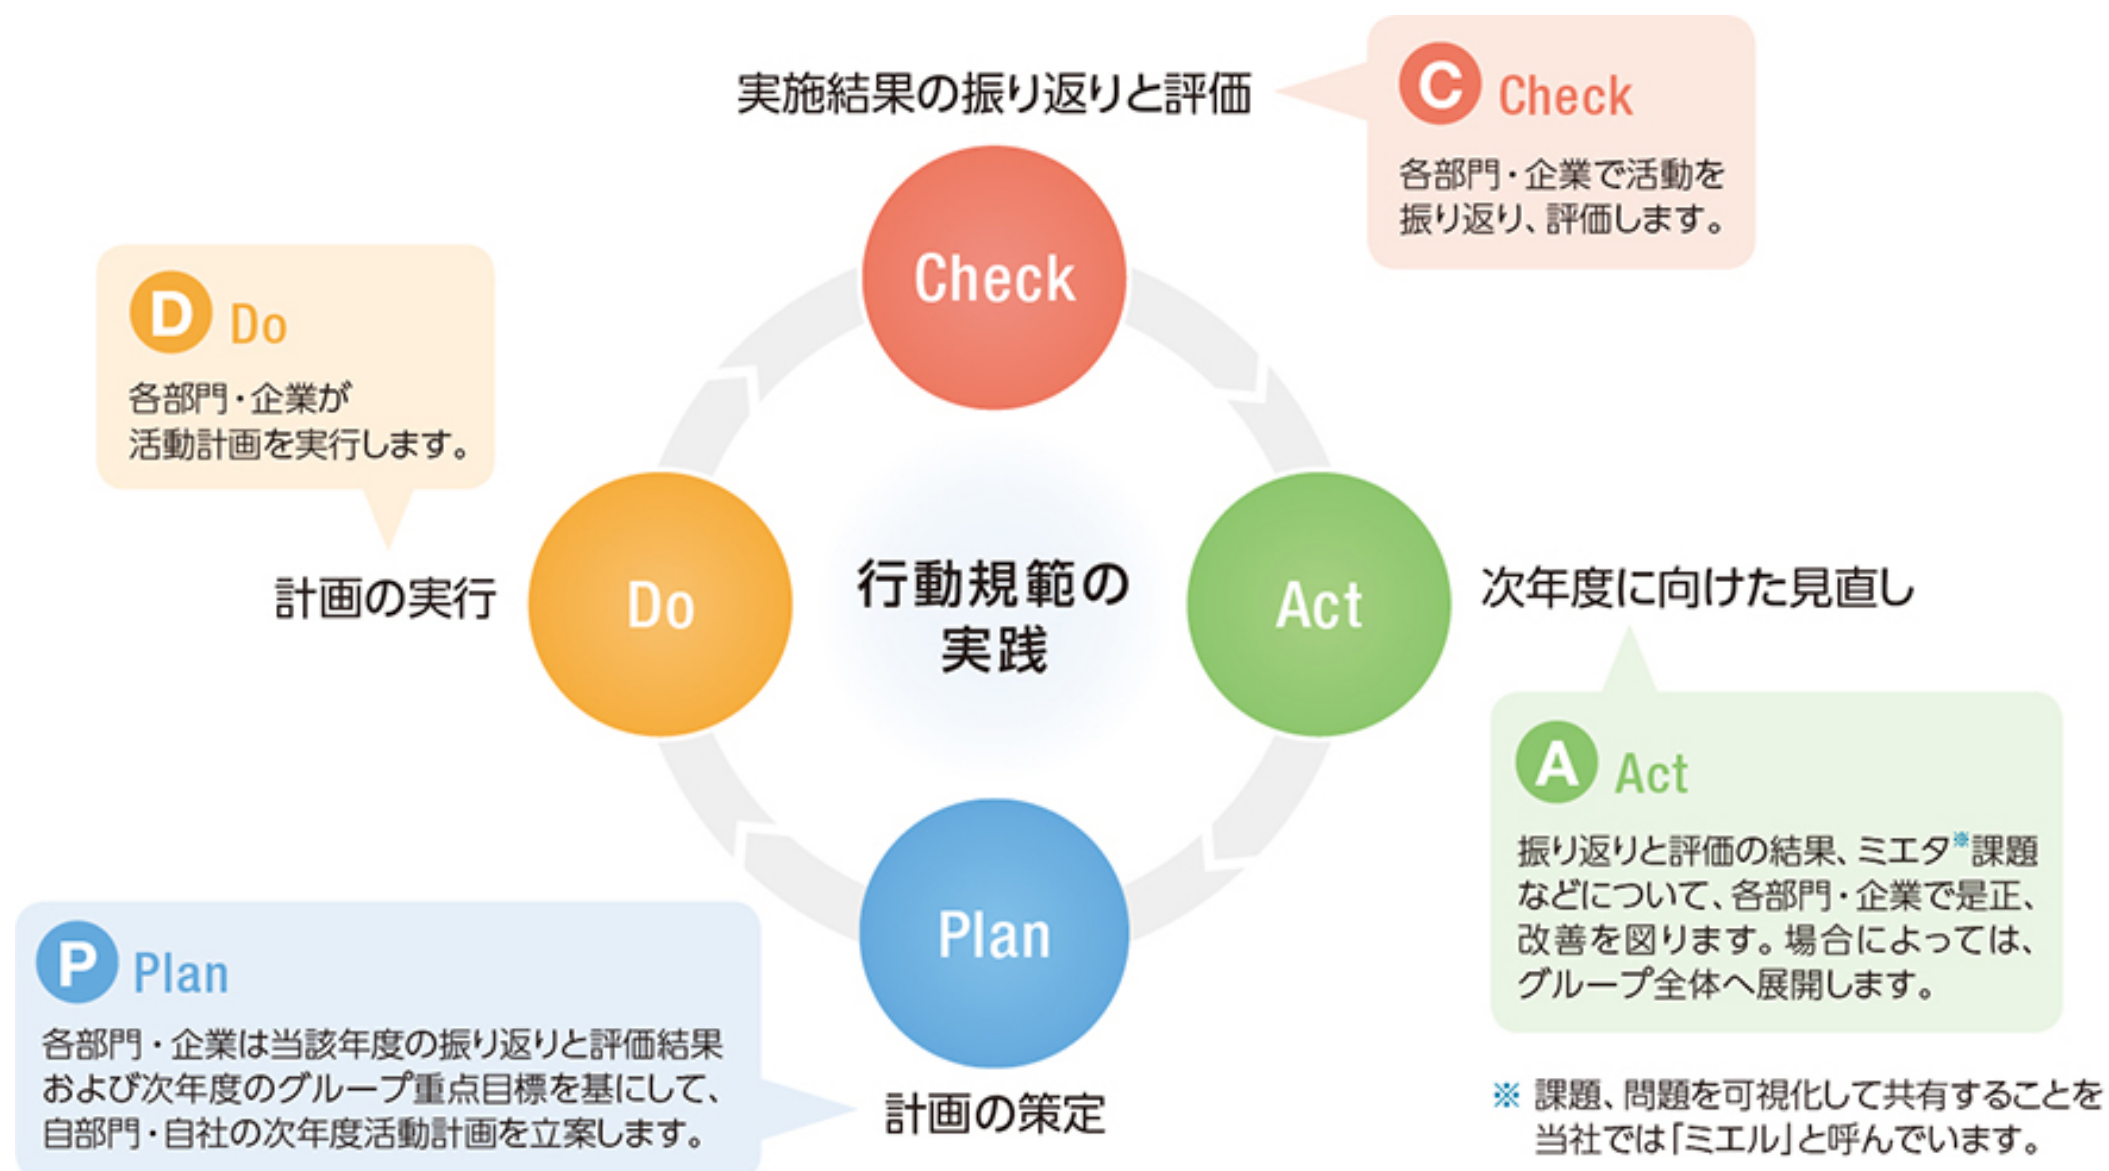 実施結果の振り返りと評価
C Check
各部門・企業で活動を
振り返り、評価します。
Check
D Do
各部門・企業が
活動計画を実行します。
計画の実行
Do
行動規範の
実践
Act
次年度に向けた見直し
A Act
振り返りと評価の結果、ミエタ※課題
などについて、各部門・企業で是正、
改善を図ります。場合によっては、
グループ全体へ展開します。
Plan
計画の策定
P Plan
各部門・企業は当該年度の振り返りと評価結果
および次年度のグループ重点目標を基にして、
自部門・自社の次年度活動計画を立案します。
※ 課題、問題を可視化して共有することを
当社では「ミエル」と呼んでいます。